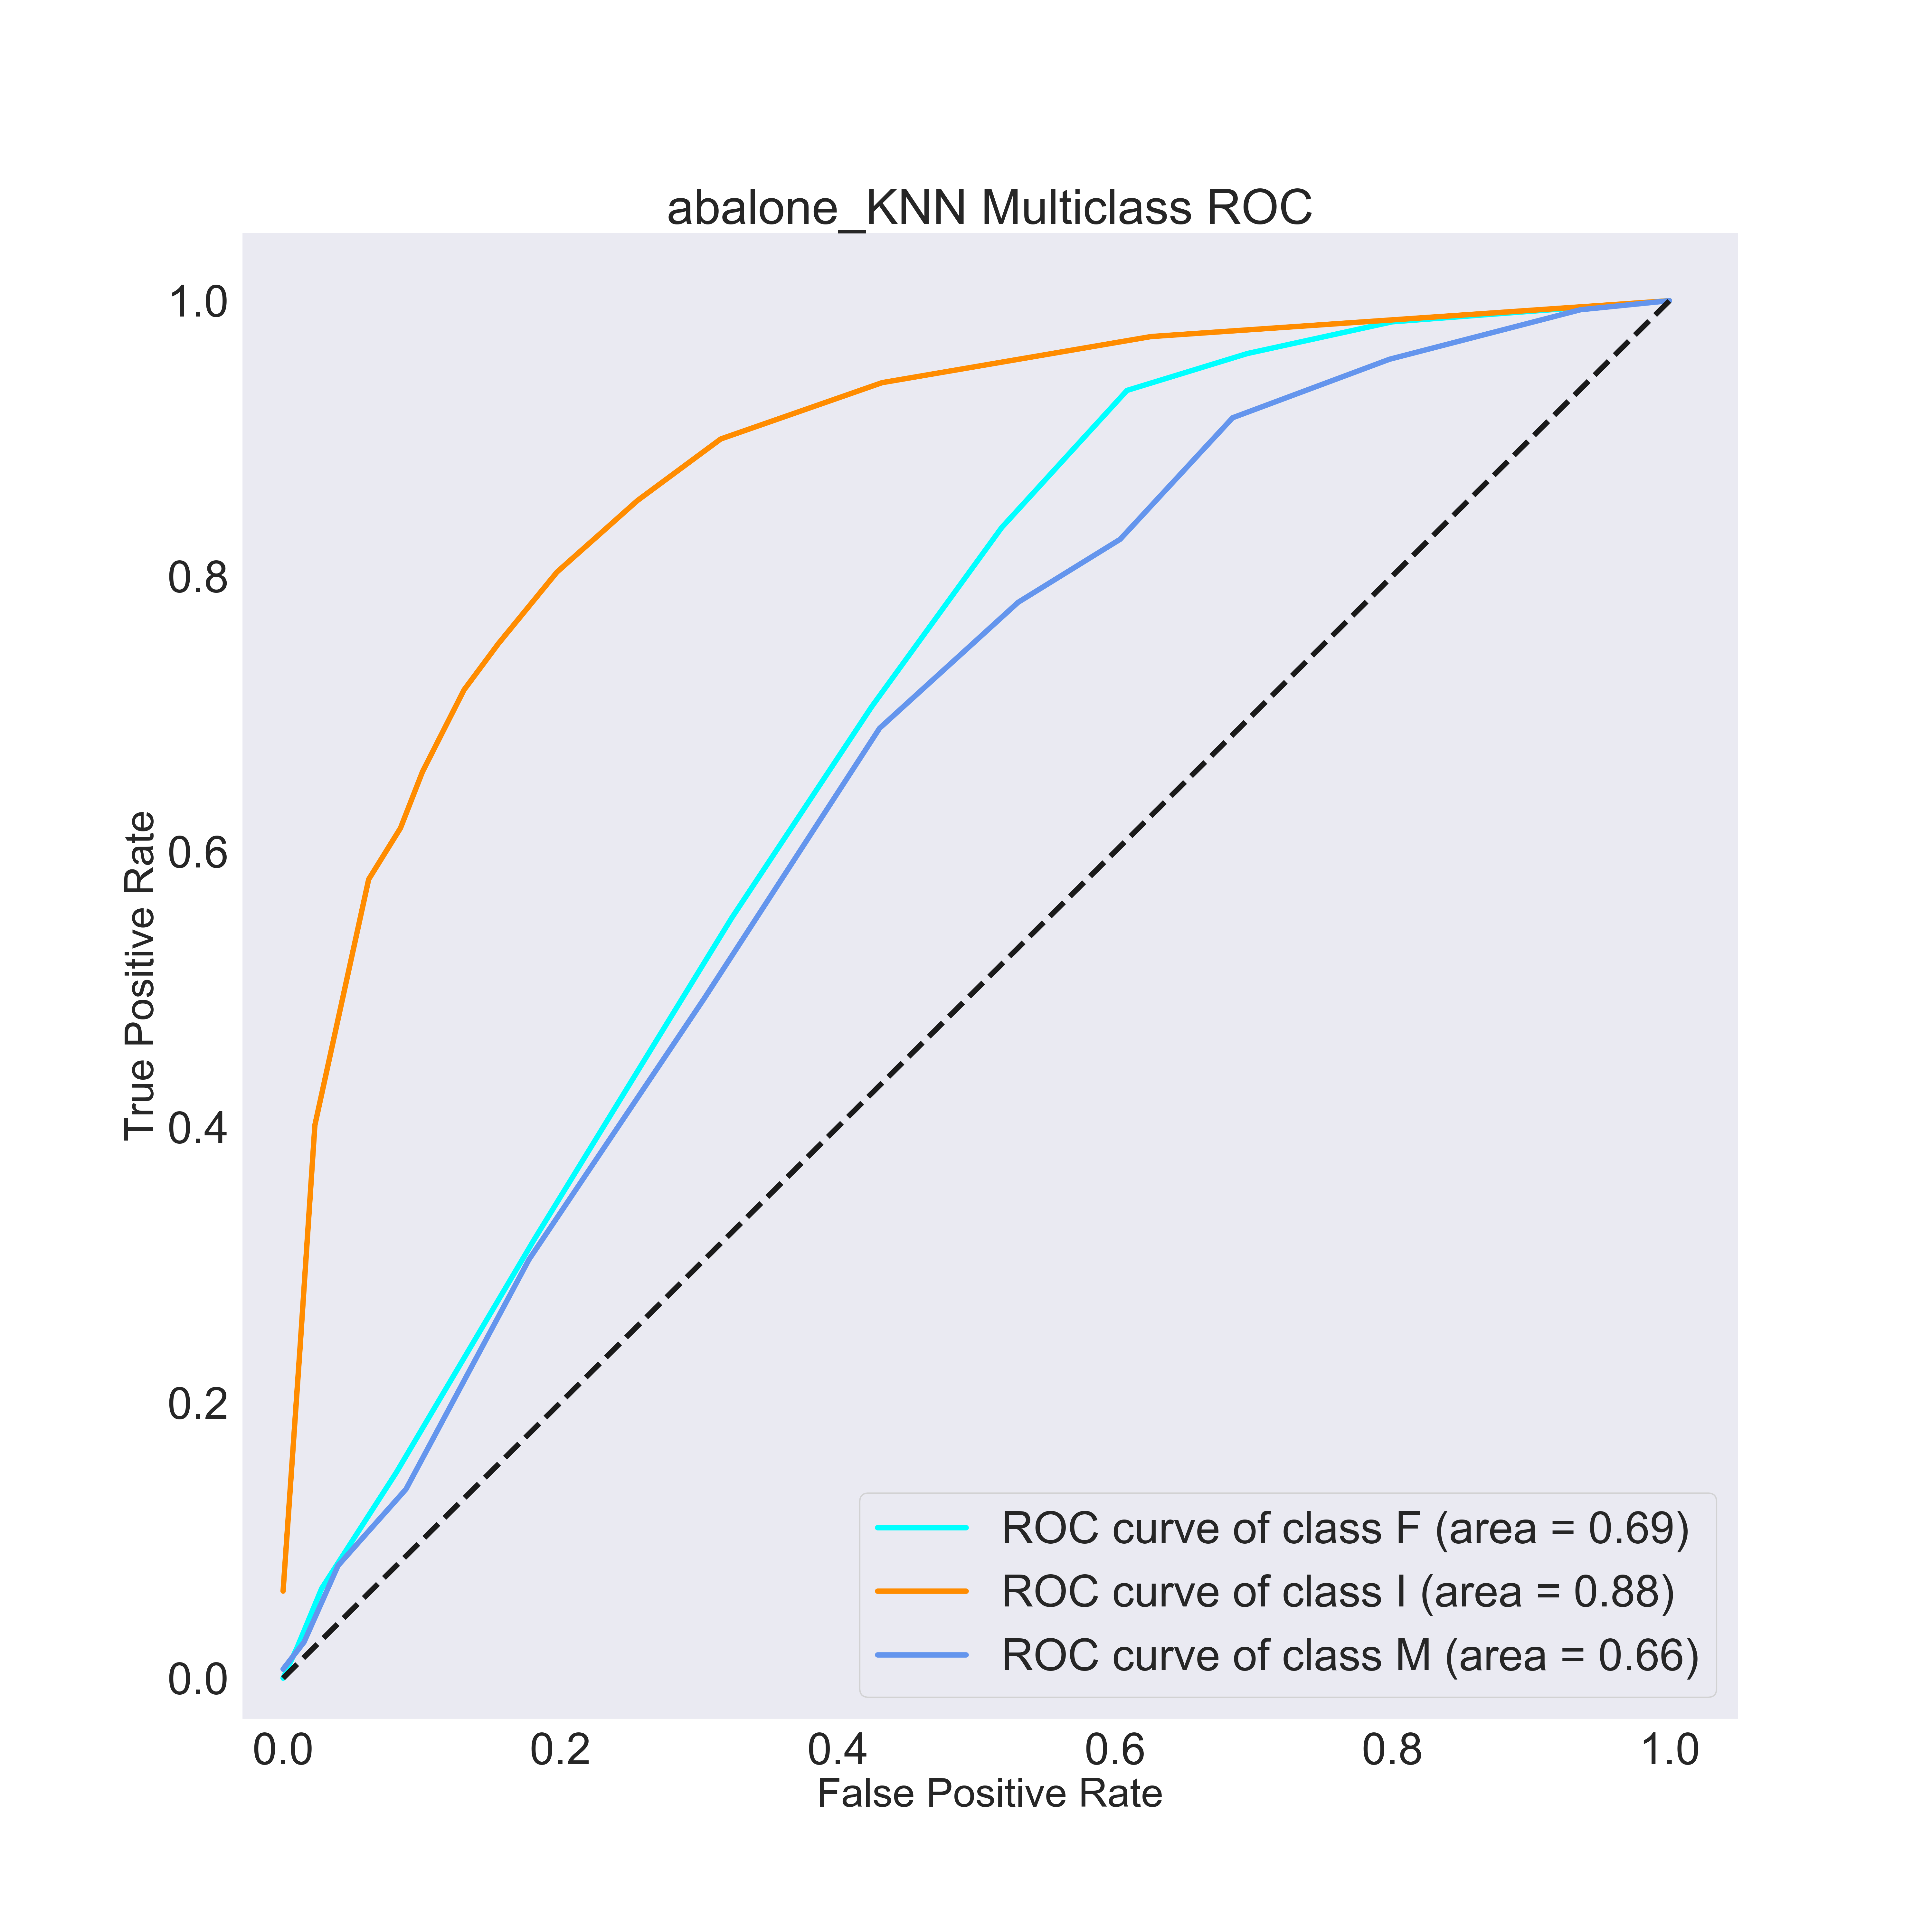 abalone_KNN Multiclass ROC
1.0
0.8
0.6
0.4
0.2
0.0
True Positive Rate
0.0 0.2 0.4 0.6 0.8 1.0
False Positive Rate
ROC curve of class F (area = 0.69)
ROC curve of class I (area = 0.88)
ROC curve of class M (area = 0.66)